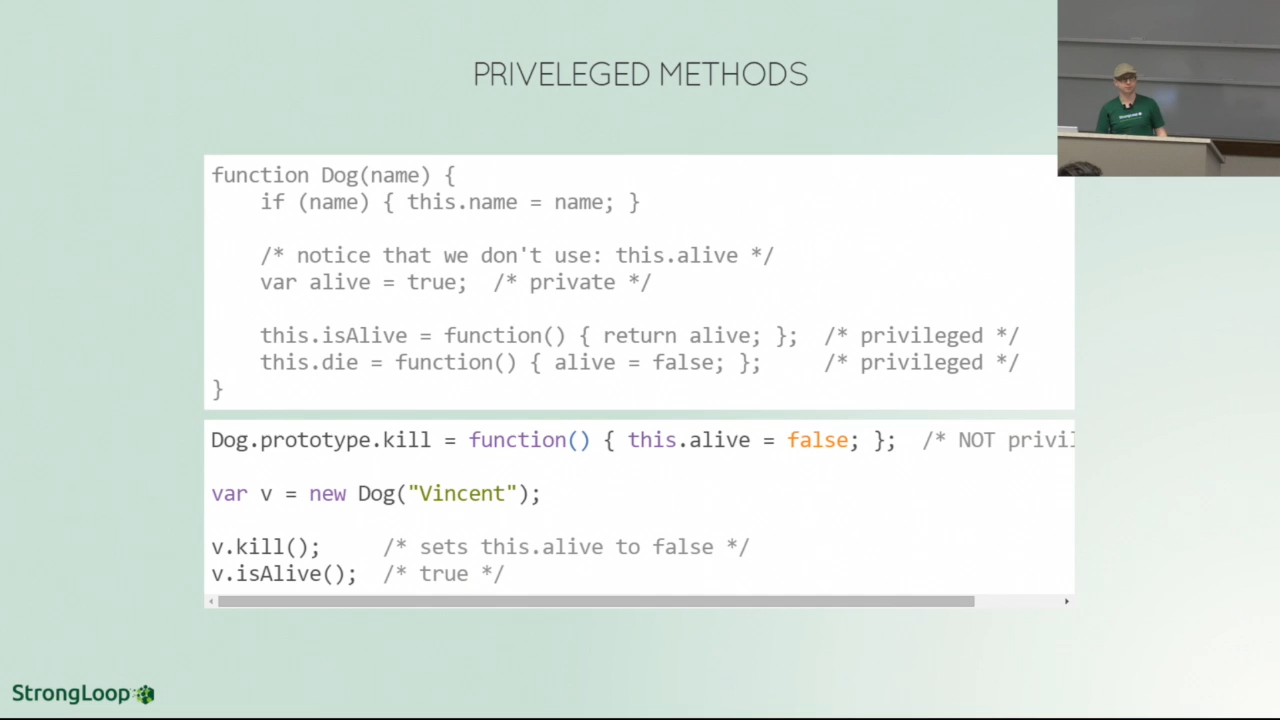 PRIVELEGED METHODS
function Dog(name) {
    if (name) { this.name = name; }
    /* notice that we don't use: this.alive */
    var alive = true;  /* private */
    this.isAlive = function() { return alive; };  /* privileged */
    this.die = function() { alive = false; };     /* privileged */
}
Dog.prototype.kill = function() { this.alive = false; };  /* NOT privil
var v = new Dog("Vincent");
v.kill();     /* sets this.alive to false */
v.isAlive();  /* true */
StrongLoop